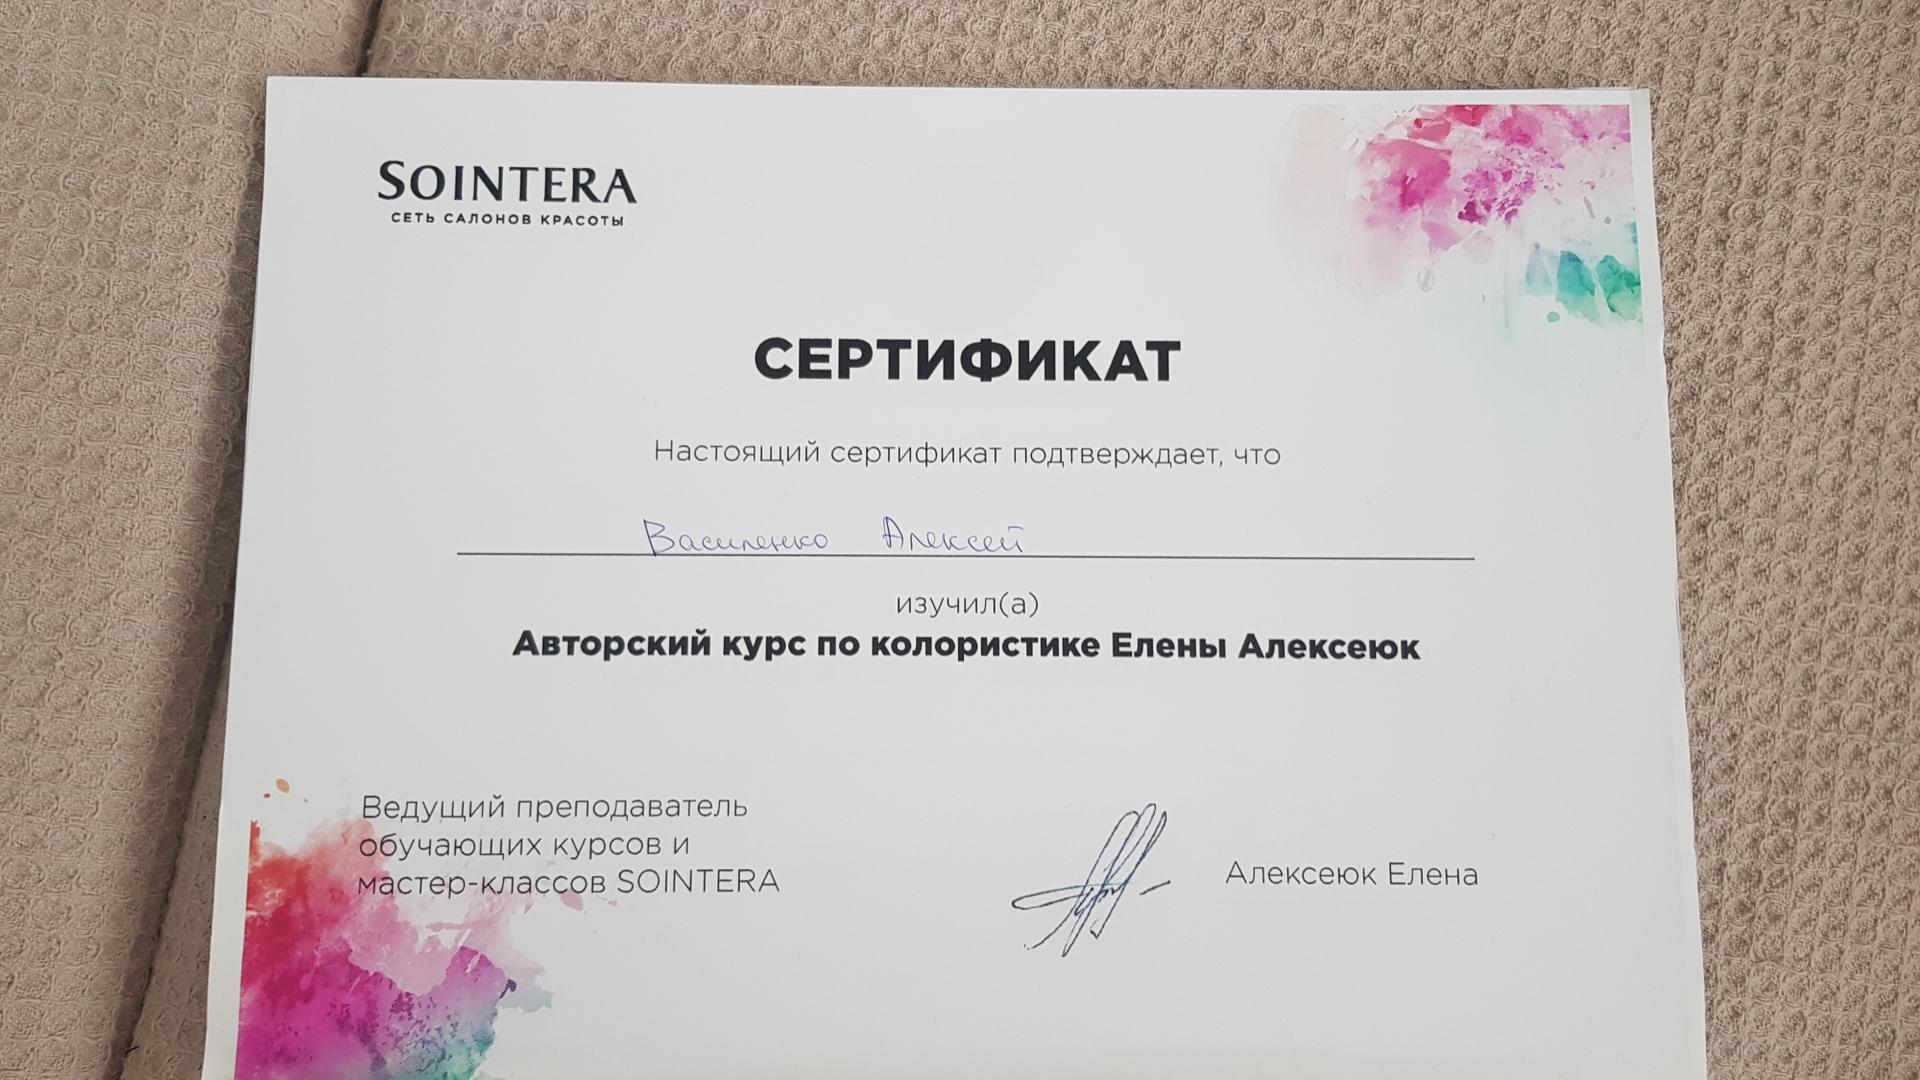 SOINTERA
СЕТЬ САЛОНОВ КРАСОТЫ
СЕРТИФИКАТ
Настоящий сертификат подтверждает, что
Василенко Алексей
изучил(а)
Авторский курс по колористике Елены Алексеюк
Ведущий преподаватель
обучающих курсов и
мастер-классов SOINTERA
Алексеюк Елена